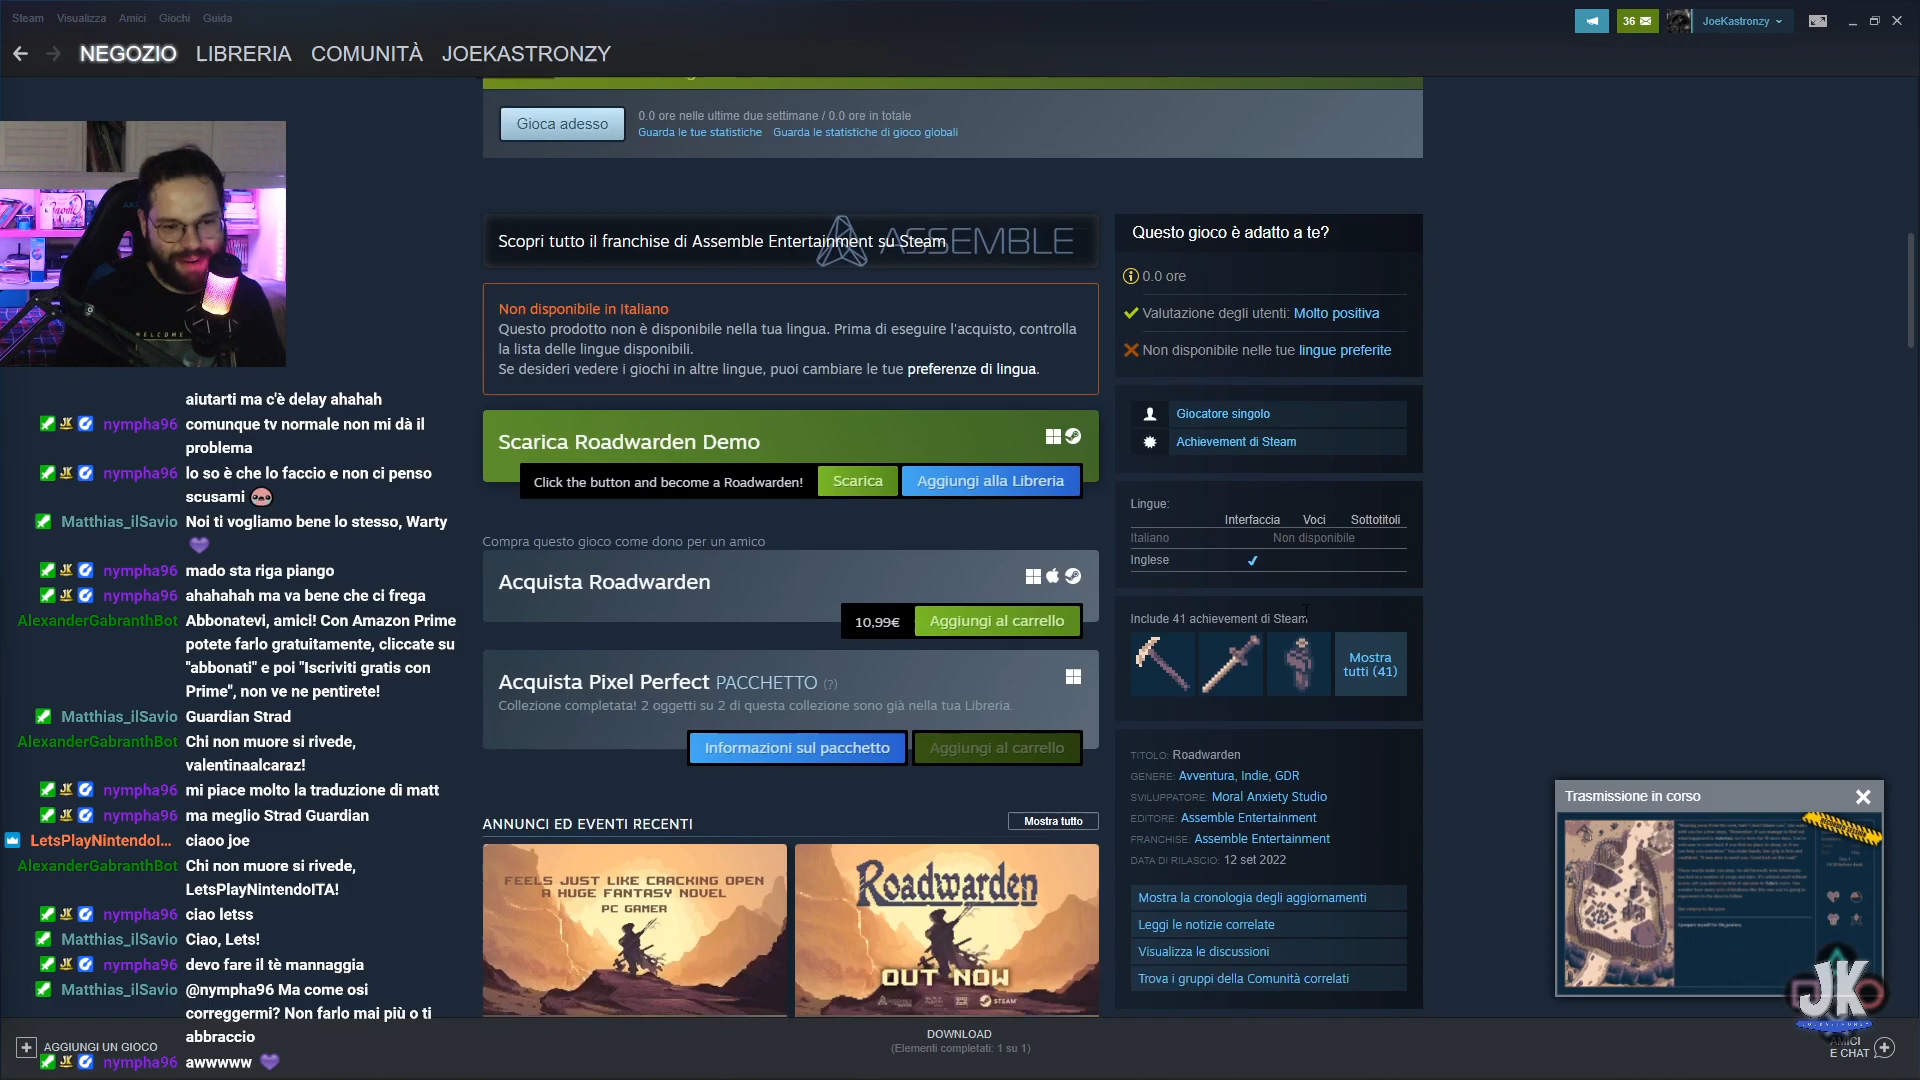 Steam Visualizza Amici Giochi Guida
36
JoeKastronzy
NEGOZIO LIBRERIA COMUNITÀ JOEKASTRONZY
Gioca adesso
0.0 ore nelle ultime due settimane / 0.0 ore in totale
Guarda le tue statistiche Guarda le statistiche di gioco globali
WELCOME
aiutarti ma c'è delay ahahah
nympha96 comunque tv normale non mi dà il
problema
nympha96 lo so è che lo faccio e non ci penso
scusami
Matthias_ilSavio Noi ti vogliamo bene lo stesso, Warty
nympha96 mado sta riga piango
nympha96 ahahahah ma va bene che ci frega
AlexanderGabranthBot Abbonatevi, amici! Con Amazon Prime
potete farlo gratuitamente, cliccate su
"abbonati" e poi "Iscriviti gratis con
Prime", non ve ne pentirete!
Matthias_ilSavio Guardian Strad
AlexanderGabranthBot Chi non muore si rivede,
valentinaalcaraz!
nympha96 mi piace molto la traduzione di matt
nympha96 ma meglio Strad Guardian
LetsPlayNintendoI... ciaoo joe
AlexanderGabranthBot Chi non muore si rivede,
LetsPlayNintendoITA!
nympha96 ciao letss
Matthias_ilSavio Ciao, Lets!
nympha96 devo fare il tè mannaggia
Matthias_ilSavio @nympha96 Ma come osi
correggermi? Non farlo mai più o ti
abbraccio
nympha96 awwwww
Scopri tutto il franchise di Assemble Entertainment su Steam
ASSEMBLE
Non disponibile in Italiano
Questo prodotto non è disponibile nella tua lingua. Prima di eseguire l'acquisto, controlla
la lista delle lingue disponibili.
Se desideri vedere i giochi in altre lingue, puoi cambiare le tue preferenze di lingua.
Scarica Roadwarden Demo
Click the button and become a Roadwarden! Scarica Aggiungi alla Libreria
Compra questo gioco come dono per un amico
Acquista Roadwarden
10,99€ Aggiungi al carrello
Acquista Pixel Perfect PACCHETTO (?)
Collezione completata! 2 oggetti su 2 di questa collezione sono già nella tua Libreria.
Informazioni sul pacchetto Aggiungi al carrello
ANNUNCI ED EVENTI RECENTI Mostra tutto
FEELS JUST LIKE CRACKING OPEN
A HUGE FANTASY NOVEL
PC GAMER
Roadwarden
OUT NOW
STEAM
Questo gioco è adatto a te?
0.0 ore
Valutazione degli utenti: Molto positiva
Non disponibile nelle tue lingue preferite
Giocatore singolo
Achievement di Steam
Lingue:
Interfaccia Voci Sottotitoli
Italiano Non disponibile
Inglese ✔
Include 41 achievement di Steam
Mostra
tutti (41)
TITOLO: Roadwarden
GENERE: Avventura, Indie, GDR
SVILUPPATORE: Moral Anxiety Studio
EDITORE: Assemble Entertainment
FRANCHISE: Assemble Entertainment
DATA DI RILASCIO: 12 set 2022
Mostra la cronologia degli aggiornamenti
Leggi le notizie correlate
Visualizza le discussioni
Trova i gruppi della Comunità correlati
Trasmissione in corso
JK
AGGIUNGI UN GIOCO
DOWNLOAD
(Elementi completati: 1 su 1)
AMICI
E CHAT